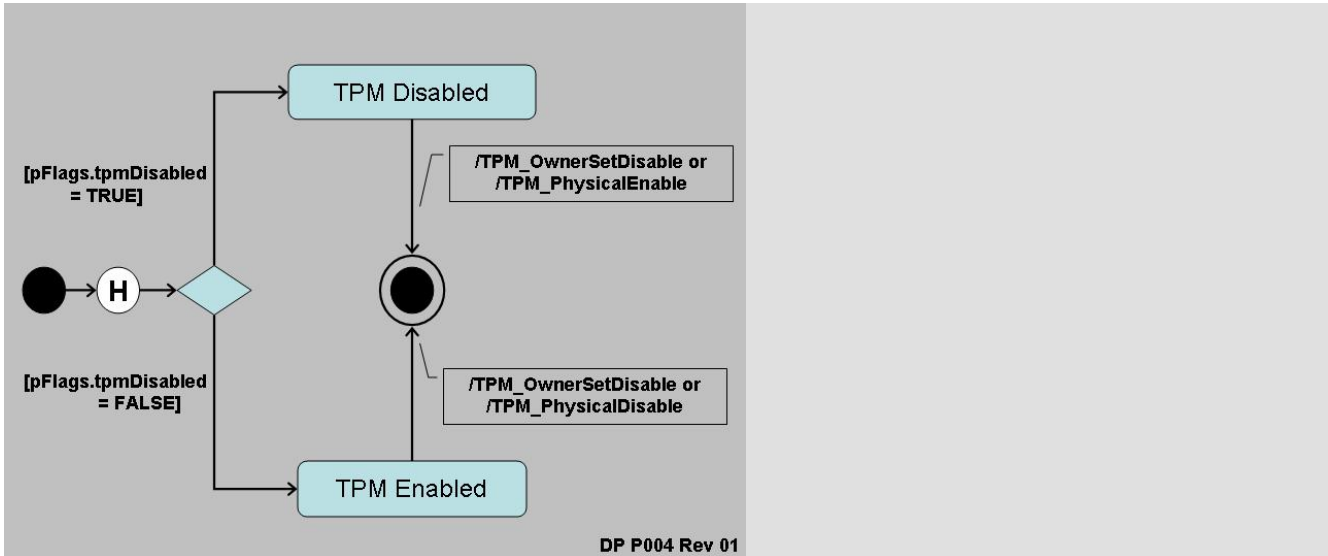 TPM Disabled
/TPM_OwnerSetDisable or
/TPM_PhysicalEnable
[pFlags.tpmDisabled
= TRUE]
H
[pFlags.tpmDisabled
= FALSE]
/TPM_OwnerSetDisable or
/TPM_PhysicalDisable
TPM Enabled
DP P004 Rev 01